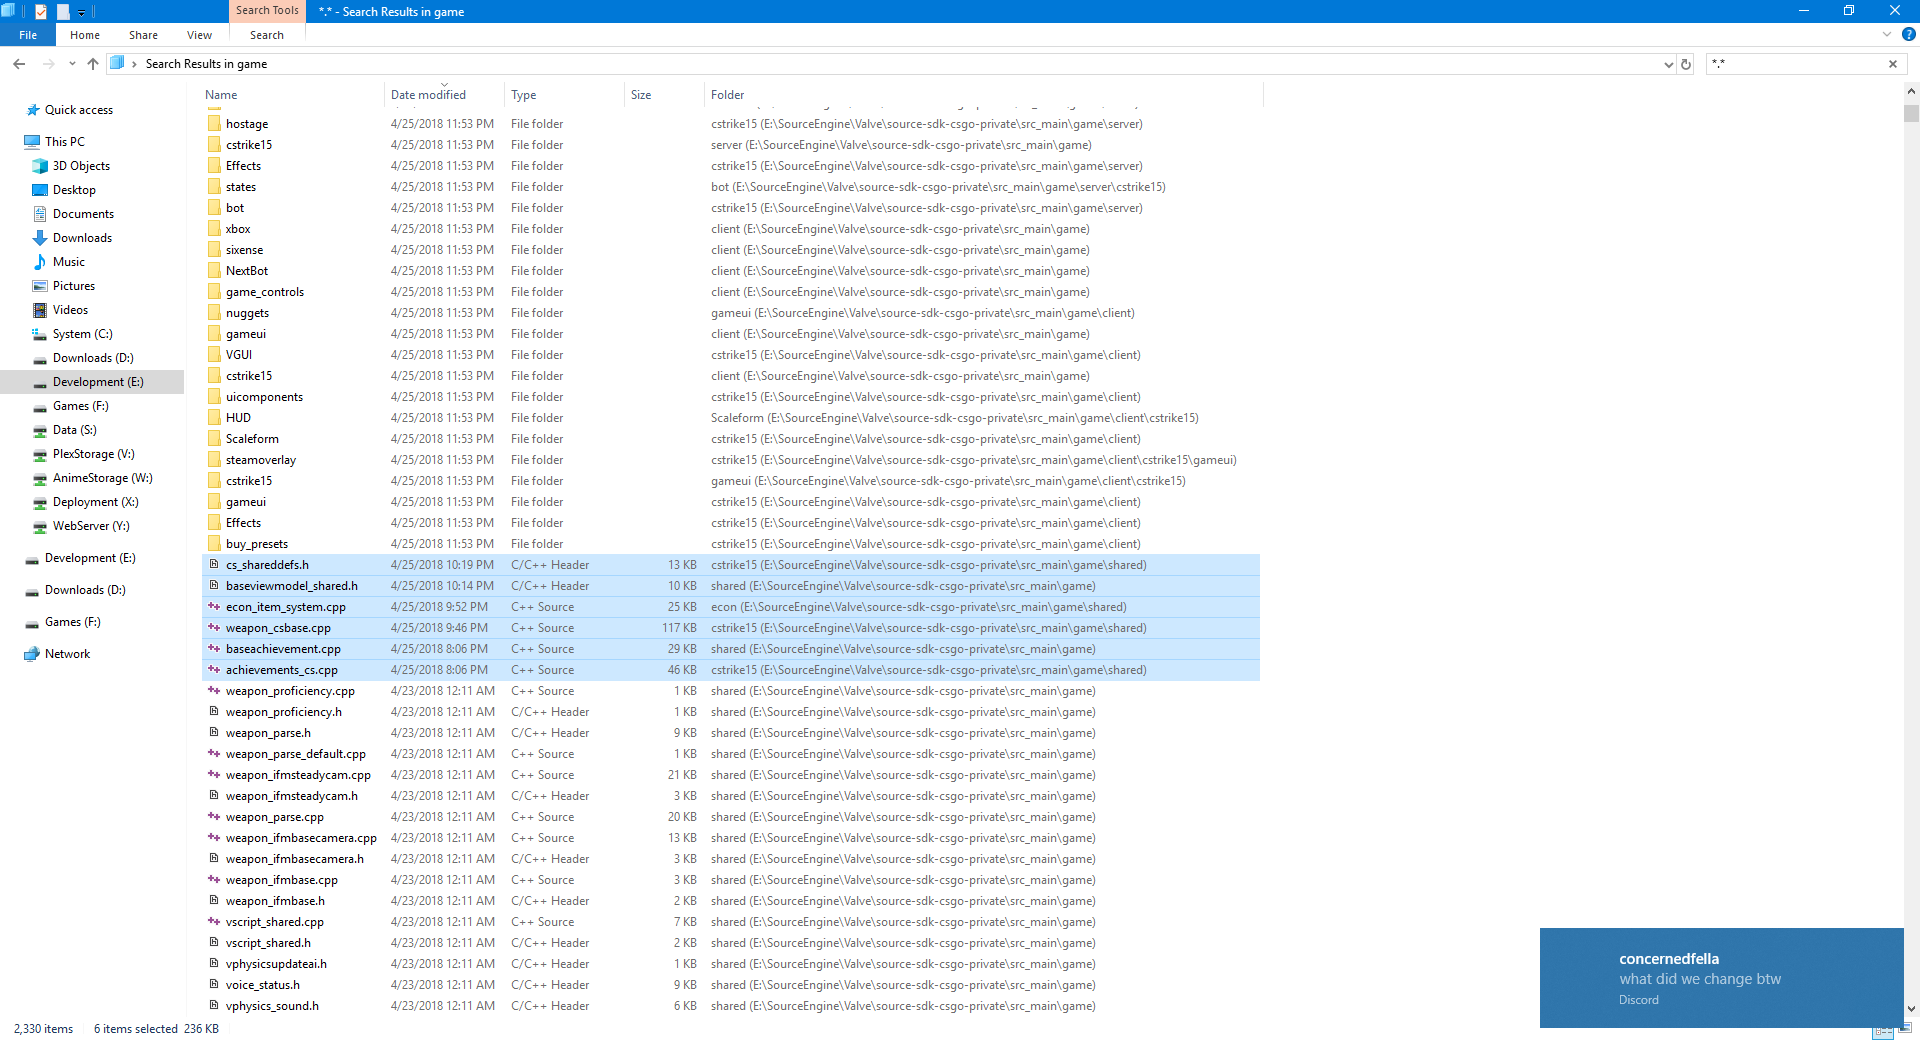 Search Tools
*.* - Search Results in game
File Home Share View Search
Search Results in game
*.*
Name Date modified Type Size Folder
hostage 4/25/2018 11:53 PM File folder cstrike15 (E:\SourceEngine\Valve\source-sdk-csgo-private\src_main\game\server)
cstrike15 4/25/2018 11:53 PM File folder server (E:\SourceEngine\Valve\source-sdk-csgo-private\src_main\game)
Effects 4/25/2018 11:53 PM File folder cstrike15 (E:\SourceEngine\Valve\source-sdk-csgo-private\src_main\game\server)
states 4/25/2018 11:53 PM File folder bot (E:\SourceEngine\Valve\source-sdk-csgo-private\src_main\game\server\cstrike15)
bot 4/25/2018 11:53 PM File folder cstrike15 (E:\SourceEngine\Valve\source-sdk-csgo-private\src_main\game\server)
xbox 4/25/2018 11:53 PM File folder client (E:\SourceEngine\Valve\source-sdk-csgo-private\src_main\game)
sixense 4/25/2018 11:53 PM File folder client (E:\SourceEngine\Valve\source-sdk-csgo-private\src_main\game)
NextBot 4/25/2018 11:53 PM File folder client (E:\SourceEngine\Valve\source-sdk-csgo-private\src_main\game)
game_controls 4/25/2018 11:53 PM File folder client (E:\SourceEngine\Valve\source-sdk-csgo-private\src_main\game)
nuggets 4/25/2018 11:53 PM File folder gameui (E:\SourceEngine\Valve\source-sdk-csgo-private\src_main\game\client)
gameui 4/25/2018 11:53 PM File folder client (E:\SourceEngine\Valve\source-sdk-csgo-private\src_main\game)
VGUI 4/25/2018 11:53 PM File folder cstrike15 (E:\SourceEngine\Valve\source-sdk-csgo-private\src_main\game\client)
cstrike15 4/25/2018 11:53 PM File folder client (E:\SourceEngine\Valve\source-sdk-csgo-private\src_main\game)
uicomponents 4/25/2018 11:53 PM File folder cstrike15 (E:\SourceEngine\Valve\source-sdk-csgo-private\src_main\game\client)
HUD 4/25/2018 11:53 PM File folder Scaleform (E:\SourceEngine\Valve\source-sdk-csgo-private\src_main\game\client\cstrike15)
Scaleform 4/25/2018 11:53 PM File folder cstrike15 (E:\SourceEngine\Valve\source-sdk-csgo-private\src_main\game\client)
steamoverlay 4/25/2018 11:53 PM File folder cstrike15 (E:\SourceEngine\Valve\source-sdk-csgo-private\src_main\game\client\cstrike15\gameui)
cstrike15 4/25/2018 11:53 PM File folder gameui (E:\SourceEngine\Valve\source-sdk-csgo-private\src_main\game\client\cstrike15)
gameui 4/25/2018 11:53 PM File folder cstrike15 (E:\SourceEngine\Valve\source-sdk-csgo-private\src_main\game\client)
Effects 4/25/2018 11:53 PM File folder cstrike15 (E:\SourceEngine\Valve\source-sdk-csgo-private\src_main\game\client)
buy_presets 4/25/2018 11:53 PM File folder cstrike15 (E:\SourceEngine\Valve\source-sdk-csgo-private\src_main\game\client)
cs_shareddefs.h 4/25/2018 10:19 PM C/C++ Header 13 KB cstrike15 (E:\SourceEngine\Valve\source-sdk-csgo-private\src_main\game\shared)
baseviewmodel_shared.h 4/25/2018 10:14 PM C/C++ Header 10 KB shared (E:\SourceEngine\Valve\source-sdk-csgo-private\src_main\game)
econ_item_system.cpp 4/25/2018 9:52 PM C++ Source 25 KB econ (E:\SourceEngine\Valve\source-sdk-csgo-private\src_main\game\shared)
weapon_csbase.cpp 4/25/2018 9:46 PM C++ Source 117 KB cstrike15 (E:\SourceEngine\Valve\source-sdk-csgo-private\src_main\game\shared)
baseachievement.cpp 4/25/2018 8:06 PM C++ Source 29 KB shared (E:\SourceEngine\Valve\source-sdk-csgo-private\src_main\game)
achievements_cs.cpp 4/25/2018 8:06 PM C++ Source 46 KB cstrike15 (E:\SourceEngine\Valve\source-sdk-csgo-private\src_main\game\shared)
weapon_proficiency.cpp 4/23/2018 12:11 AM C++ Source 1 KB shared (E:\SourceEngine\Valve\source-sdk-csgo-private\src_main\game)
weapon_proficiency.h 4/23/2018 12:11 AM C/C++ Header 1 KB shared (E:\SourceEngine\Valve\source-sdk-csgo-private\src_main\game)
weapon_parse.h 4/23/2018 12:11 AM C/C++ Header 9 KB shared (E:\SourceEngine\Valve\source-sdk-csgo-private\src_main\game)
weapon_parse_default.cpp 4/23/2018 12:11 AM C++ Source 1 KB shared (E:\SourceEngine\Valve\source-sdk-csgo-private\src_main\game)
weapon_ifmsteadycam.cpp 4/23/2018 12:11 AM C++ Source 21 KB shared (E:\SourceEngine\Valve\source-sdk-csgo-private\src_main\game)
weapon_ifmsteadycam.h 4/23/2018 12:11 AM C/C++ Header 3 KB shared (E:\SourceEngine\Valve\source-sdk-csgo-private\src_main\game)
weapon_parse.cpp 4/23/2018 12:11 AM C++ Source 20 KB shared (E:\SourceEngine\Valve\source-sdk-csgo-private\src_main\game)
weapon_ifmbasecamera.cpp 4/23/2018 12:11 AM C++ Source 13 KB shared (E:\SourceEngine\Valve\source-sdk-csgo-private\src_main\game)
weapon_ifmbasecamera.h 4/23/2018 12:11 AM C/C++ Header 3 KB shared (E:\SourceEngine\Valve\source-sdk-csgo-private\src_main\game)
weapon_ifmbase.cpp 4/23/2018 12:11 AM C++ Source 3 KB shared (E:\SourceEngine\Valve\source-sdk-csgo-private\src_main\game)
weapon_ifmbase.h 4/23/2018 12:11 AM C/C++ Header 2 KB shared (E:\SourceEngine\Valve\source-sdk-csgo-private\src_main\game)
vscript_shared.cpp 4/23/2018 12:11 AM C++ Source 7 KB shared (E:\SourceEngine\Valve\source-sdk-csgo-private\src_main\game)
vscript_shared.h 4/23/2018 12:11 AM C/C++ Header 2 KB shared (E:\SourceEngine\Valve\source-sdk-csgo-private\src_main\game)
vphysicsupdateai.h 4/23/2018 12:11 AM C/C++ Header 1 KB shared (E:\SourceEngine\Valve\source-sdk-csgo-private\src_main\game)
voice_status.h 4/23/2018 12:11 AM C/C++ Header 9 KB shared (E:\SourceEngine\Valve\source-sdk-csgo-private\src_main\game)
vphysics_sound.h 4/23/2018 12:11 AM C/C++ Header 6 KB shared (E:\SourceEngine\Valve\source-sdk-csgo-private\src_main\game)
Quick access
This PC
3D Objects
Desktop
Documents
Downloads
Music
Pictures
Videos
System (C:)
Downloads (D:)
Development (E:)
Games (F:)
Data (S:)
PlexStorage (V:)
AnimeStorage (W:)
Deployment (X:)
WebServer (Y:)
Development (E:)
Downloads (D:)
Games (F:)
Network
concernedfella
what did we change btw
Discord
2,330 items 6 items selected 236 KB